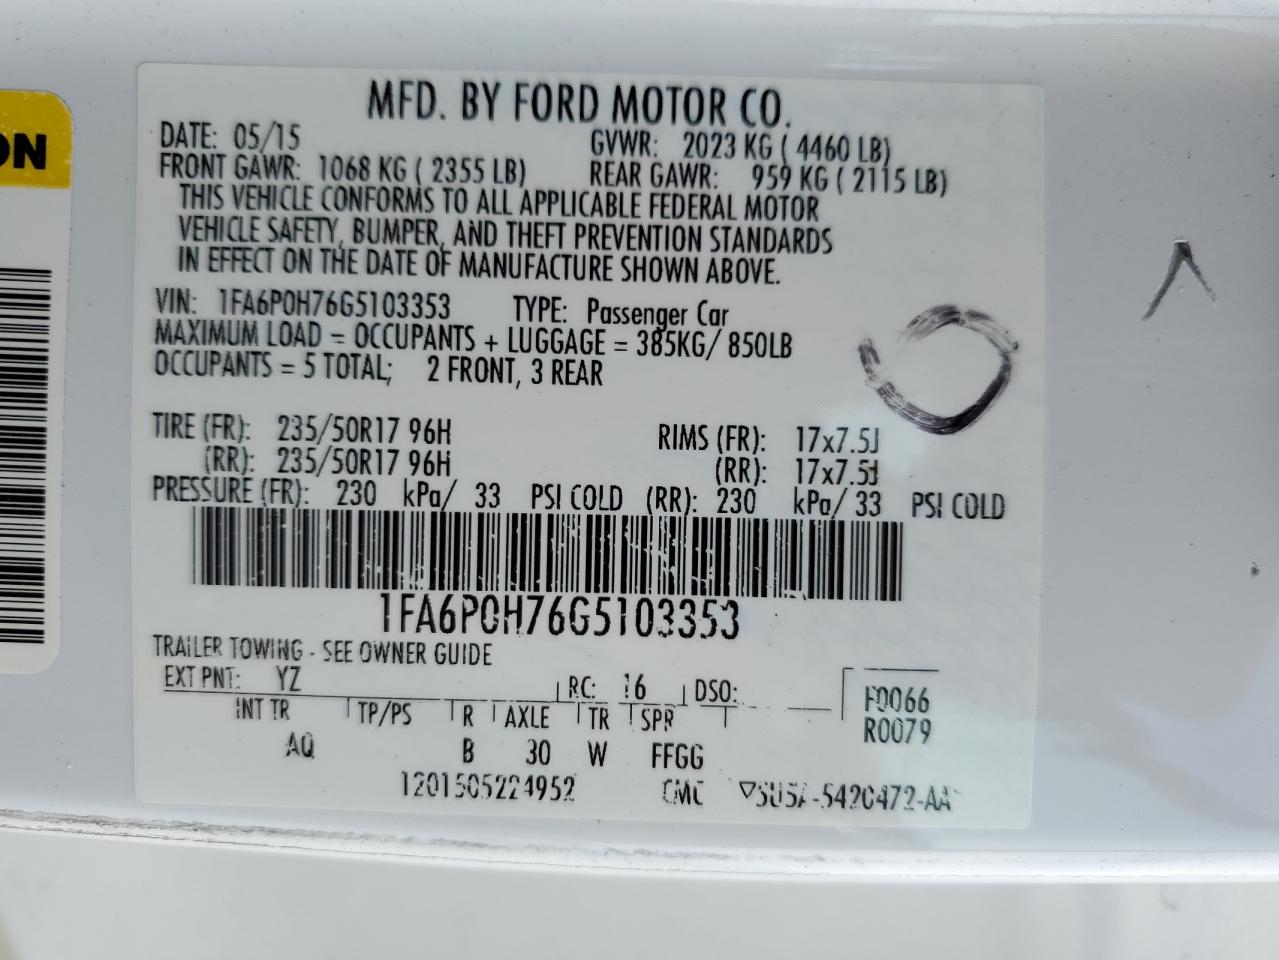 ON
MFD. BY FORD MOTOR CO.
DATE: 05/15 GVWR: 2023 KG ( 4460 LB)
FRONT GAWR: 1068 KG ( 2355 LB) REAR GAWR: 959 KG ( 2115 LB)
THIS VEHICLE CONFORMS TO ALL APPLICABLE FEDERAL MOTOR
VEHICLE SAFETY, BUMPER, AND THEFT PREVENTION STANDARDS
IN EFFECT ON THE DATE OF MANUFACTURE SHOWN ABOVE.
VIN: 1FA6P0H76G5103353 TYPE: Passenger Car
MAXIMUM LOAD = OCCUPANTS + LUGGAGE = 385KG/ 850LB
OCCUPANTS = 5 TOTAL; 2 FRONT, 3 REAR
TIRE (FR): 235/50R17 96H RIMS (FR): 17x7.5J
(RR): 235/50R17 96H (RR): 17x7.5J
PRESSURE (FR): 230 kPa/ 33 PSI COLD (RR): 230 kPa/ 33 PSI COLD
1FA6P0H76G5103353
TRAILER TOWING - SEE OWNER GUIDE
EXT PNT: YZ RC: 16 DSO: F0066
INT TR TP/PS R AXLE TR SPR R0079
AQ B 30 W FFGG
1201505224952 CMC